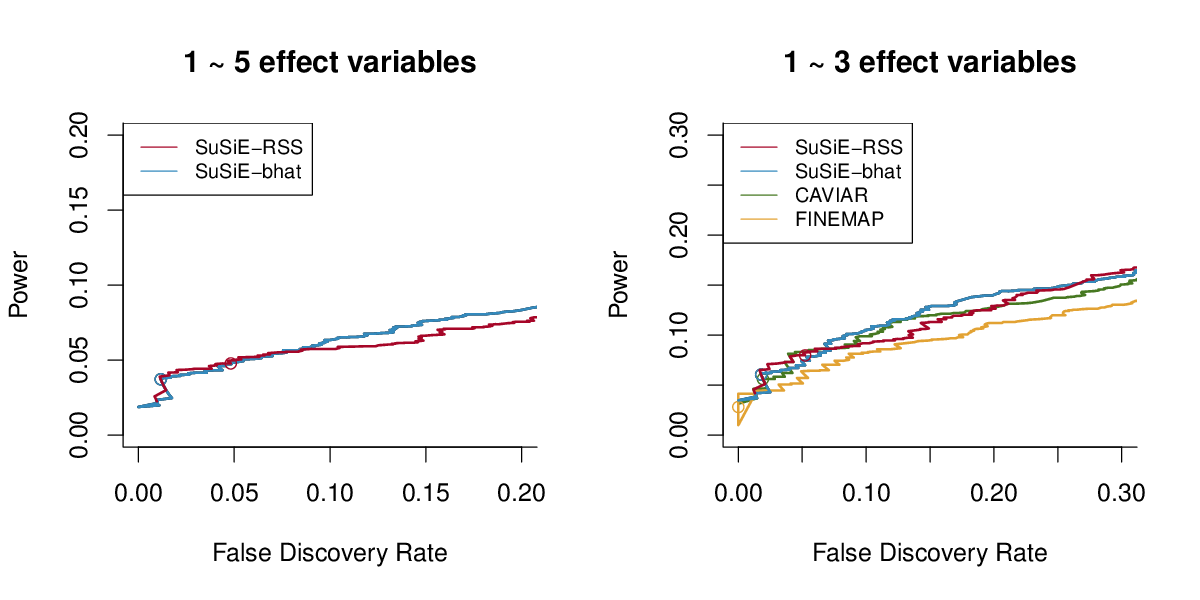 1 ~ 5 effect variables
SuSiE−RSS
SuSiE−bhat
Power
0.20
0.15
0.10
0.05
0.00
0.00 0.05 0.10 0.15 0.20
False Discovery Rate
1 ~ 3 effect variables
SuSiE−RSS
SuSiE−bhat
CAVIAR
FINEMAP
Power
0.30
0.20
0.10
0.00
0.00 0.10 0.20 0.30
False Discovery Rate